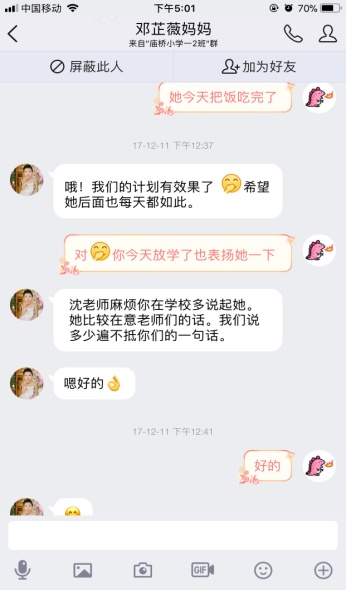 中国移动
下午5:01
70%
邓芷薇妈妈
来自"庙桥小学一2班"群
屏蔽此人
加为好友
她今天把饭吃完了
17-12-11 下午12:37
哦！我们的计划有效果了 希望
她后面也每天都如此。
对 你今天放学了也表扬她一下
沈老师麻烦你在学校多说起她。
她比较在意老师们的话。我们说
多少遍不抵你们的一句话。
嗯好的👌
17-12-11 下午12:41
好的
GIF